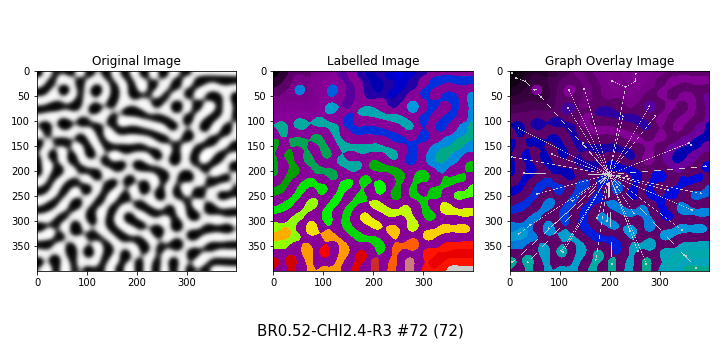 Original Image Labelled Image Graph Overlay Image
0 0 0
50 50 50
100 100 100
150 150 150
200 200 200
250 250 250
300 300 300
350 350 350
0 100 200 300 0 100 200 300 0 100 200 300
BR0.52-CHI2.4-R3 #72 (72)